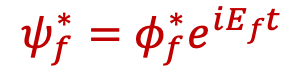 ψ_f^* = ϕ_f^* e^{iE_f t}